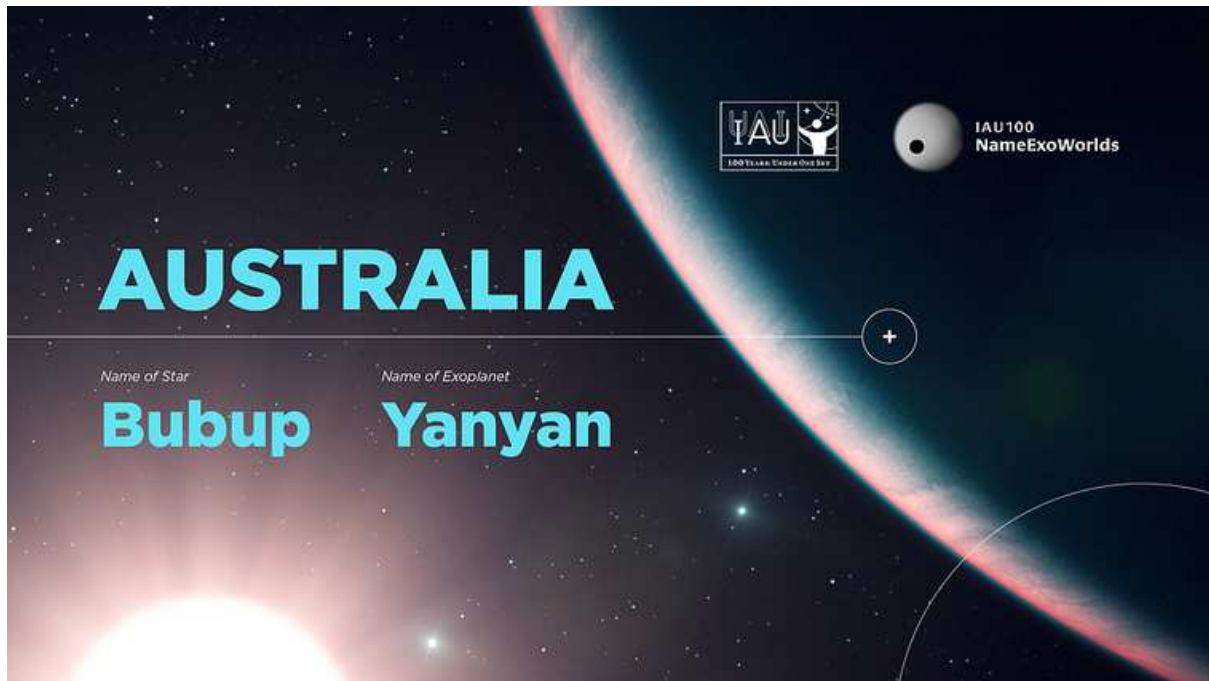 IAU
100 Years: Under One Sky
IAU100
NameExoWorlds
AUSTRALIA
Name of Star
Bubup
Name of Exoplanet
Yanyan